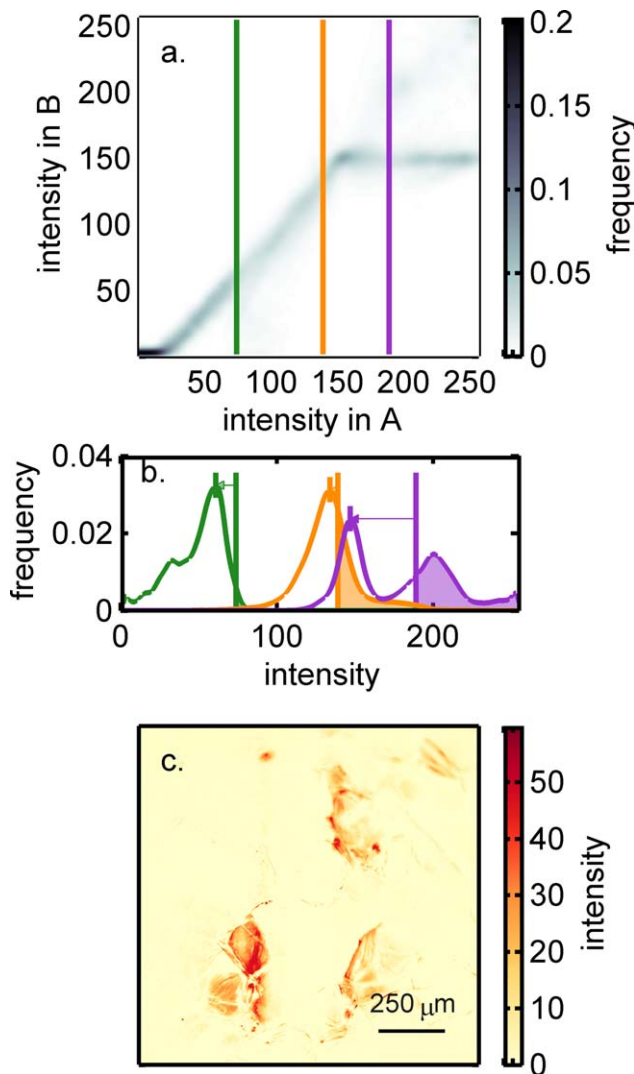 a.
250
200
150
100
50
intensity in B
50 100 150 200 250
intensity in A
0.2
0.15
0.1
0.05
0
frequency
b.
0.04
0.02
0
frequency
0 100 200
intensity
c.
250 μm
50
40
30
20
10
0
intensity